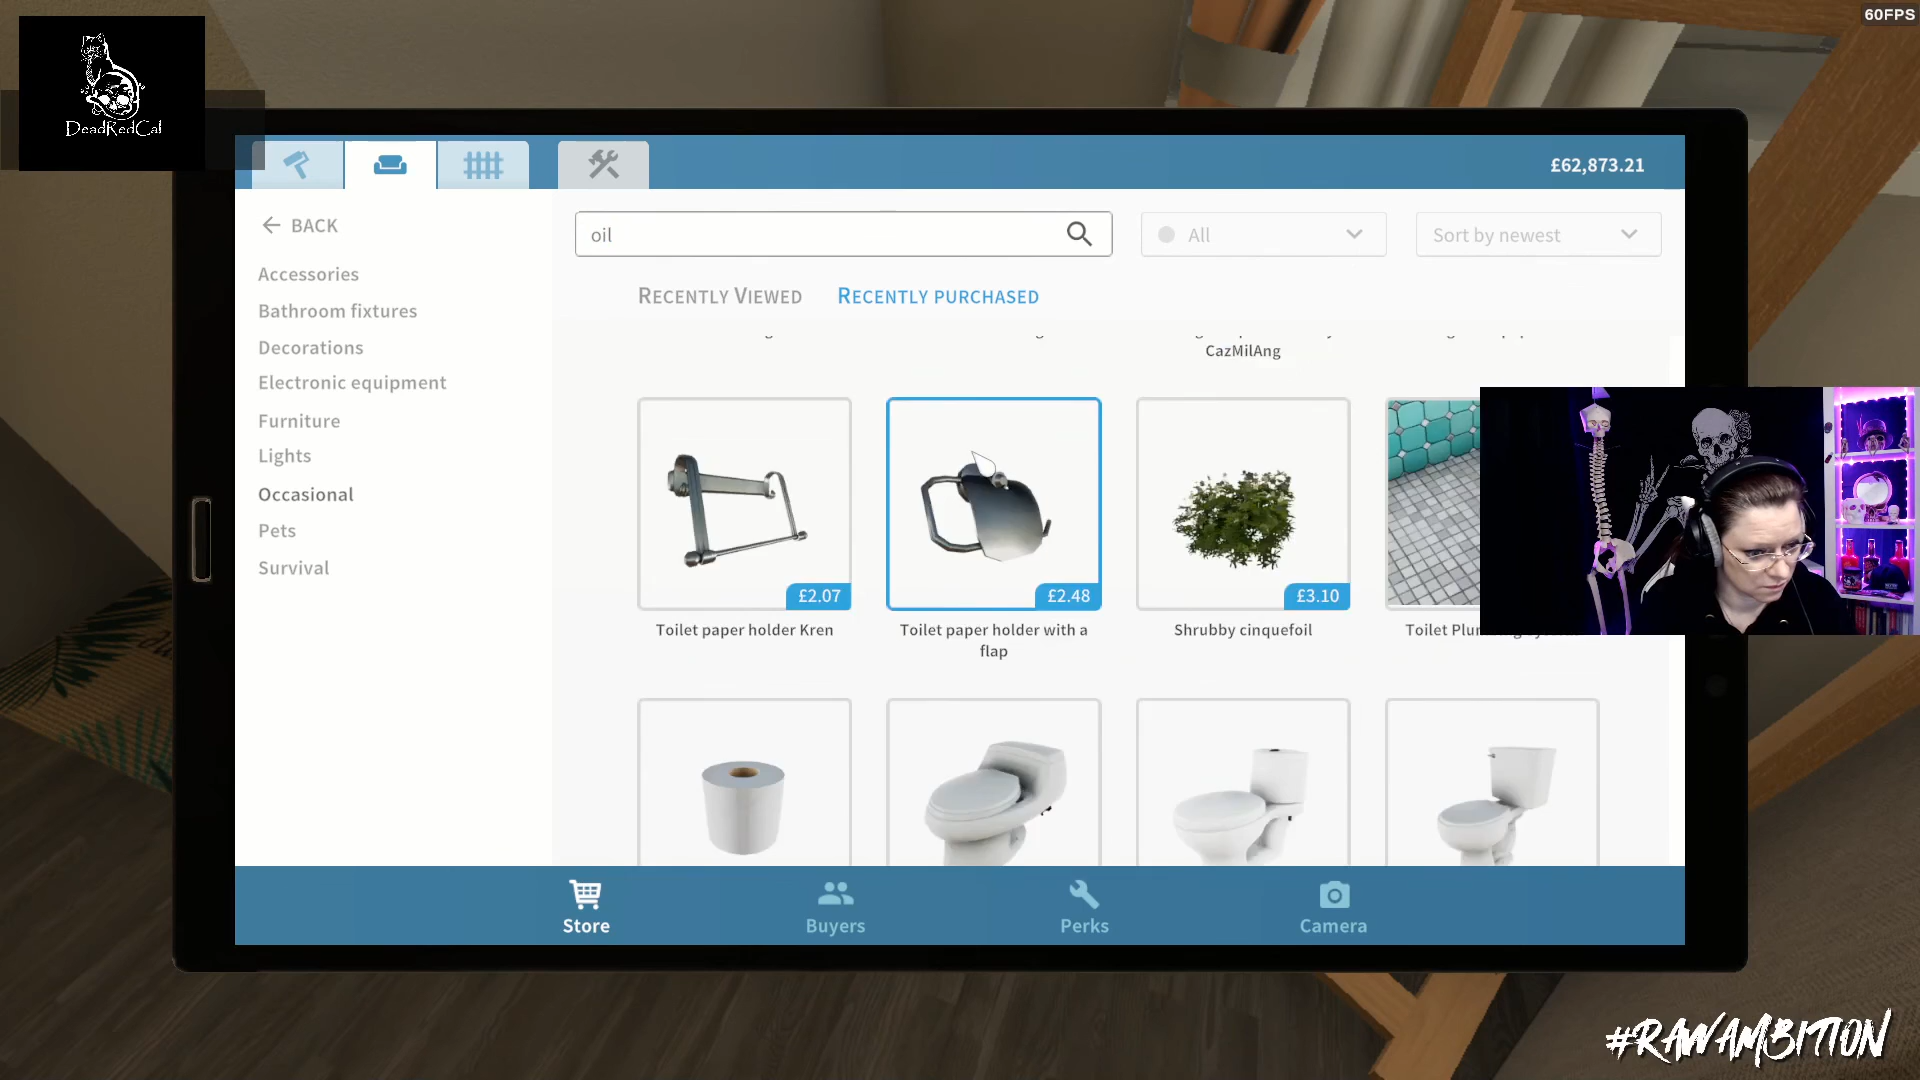 60FPS
DeadRedCal
£62,873.21
BACK
oil
All
Sort by newest
Accessories
RECENTLY VIEWED
RECENTLY PURCHASED
Bathroom fixtures
Decorations
CazMilAng
Electronic equipment
Furniture
Lights
Occasional
Pets
Survival
£2.07
£2.48
£3.10
Toilet paper holder Kren
Toilet paper holder with a
flap
Shrubby cinquefoil
Toilet
Store
Buyers
Perks
Camera
#RAWAMBITION